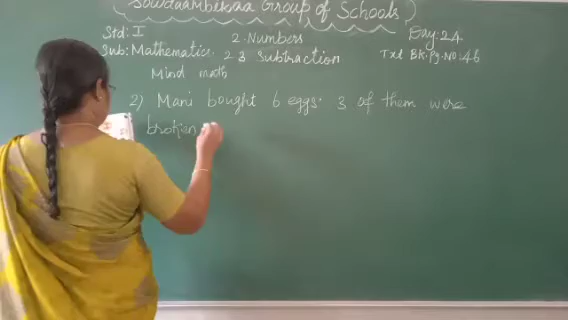 Sowdaambikaa Group of Schools
Std: I 2. Numbers Day: 24
Sub: Mathematics 2.3 Subtraction Txt Bk. Pg. No: 46
Mind math
2) Mani bought 6 eggs. 3 of them were
broken